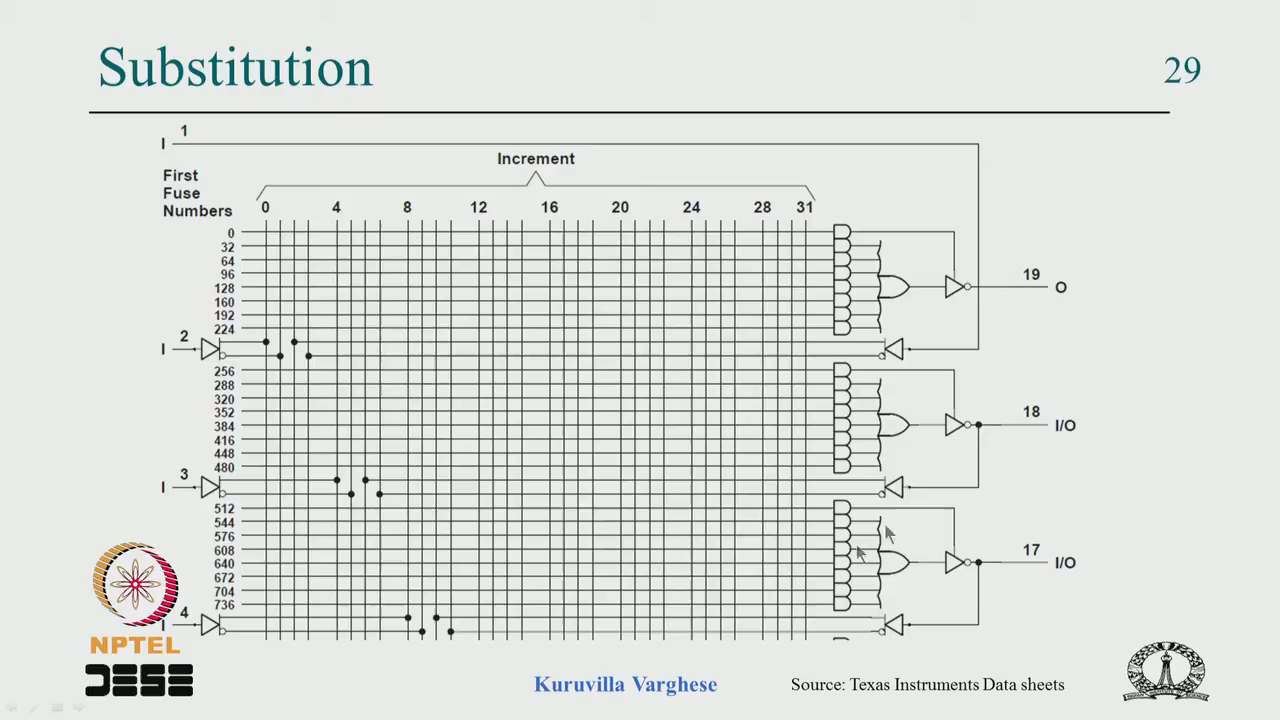 Substitution
29
I 1
Increment
First
Fuse
Numbers
0 4 8 12 16 20 24 28 31
0
32
64
96
128
160
192
224
19 O
I 2
256
288
320
352
384
416
448
480
18 I/O
I 3
512
544
576
608
640
672
704
736
17 I/O
4
NPTEL
DESE
Kuruvilla Varghese
Source: Texas Instruments Data sheets